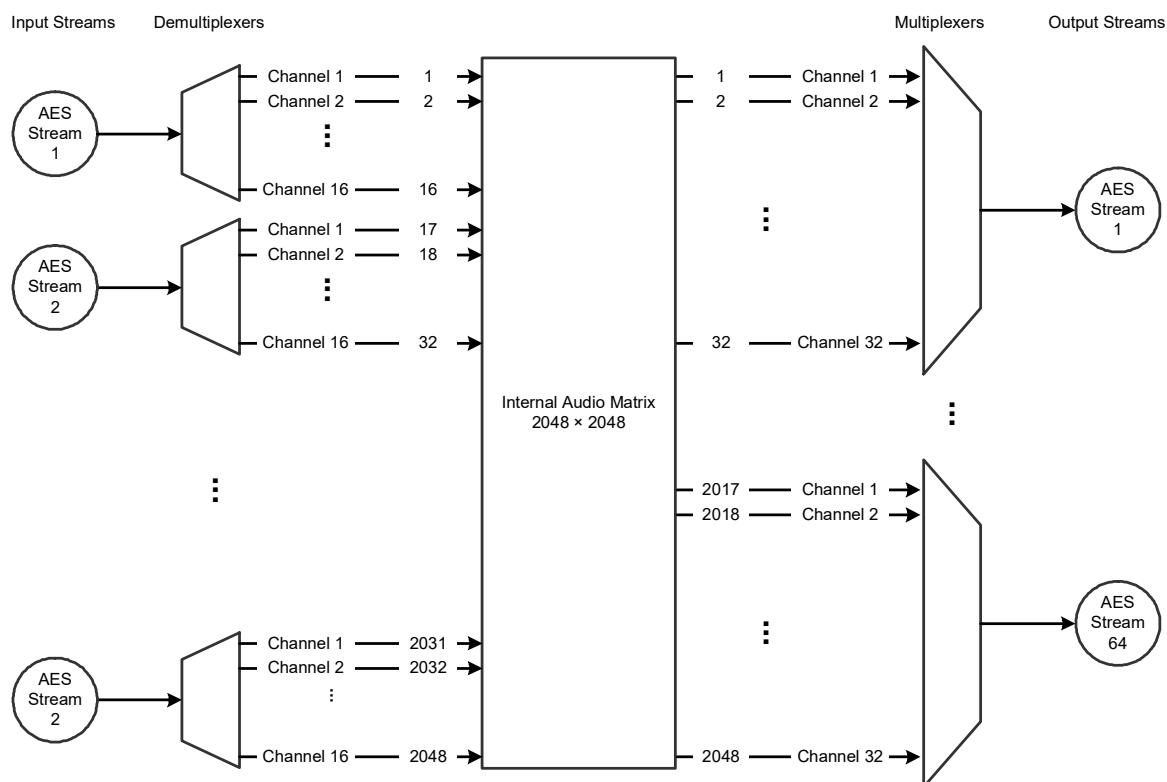 Input Streams Demultiplexers Multiplexers Output Streams
Channel 1 1 1 Channel 1
Channel 2 2 2 Channel 2
AES
Stream
1
Channel 16 16
AES
Stream
1
Channel 1 17
Channel 2 18
AES
Stream
2
Channel 16 32 32 Channel 32
Internal Audio Matrix
2048 × 2048
2017 Channel 1
2018 Channel 2
AES
Stream
64
Channel 1 2031
Channel 2 2032
AES
Stream
2
Channel 16 2048 2048 Channel 32